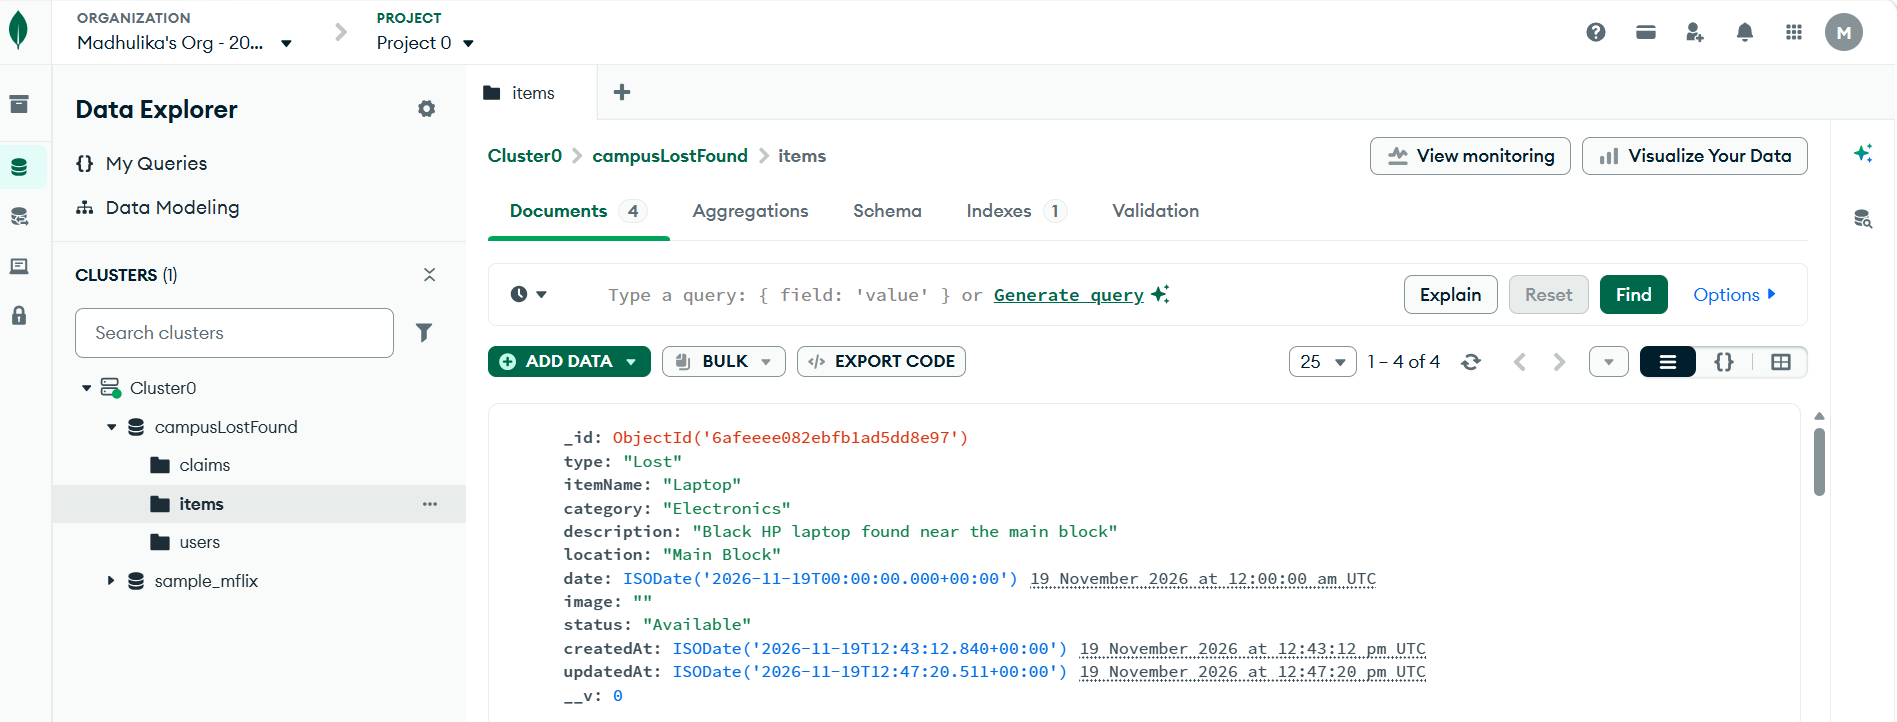 ORGANIZATION
Madhulika's Org - 20...
PROJECT
Project 0
M
Data Explorer
My Queries
Data Modeling
CLUSTERS (1)
Search clusters
Cluster0
campusLostFound
claims
items
users
sample_mflix
items
Cluster0 > campusLostFound > items
View monitoring
Visualize Your Data
Documents 4
Aggregations
Schema
Indexes 1
Validation
Type a query: { field: 'value' } or Generate query
Explain
Reset
Find
Options
ADD DATA
BULK
EXPORT CODE
25
1 – 4 of 4
_id: ObjectId('6afeeee082ebfb1ad5dd8e97')
type: "Lost"
itemName: "Laptop"
category: "Electronics"
description: "Black HP laptop found near the main block"
location: "Main Block"
date: ISODate('2026-11-19T00:00:00.000+00:00') 19 November 2026 at 12:00:00 am UTC
image: ""
status: "Available"
createdAt: ISODate('2026-11-19T12:43:12.840+00:00') 19 November 2026 at 12:43:12 pm UTC
updatedAt: ISODate('2026-11-19T12:47:20.511+00:00') 19 November 2026 at 12:47:20 pm UTC
__v: 0